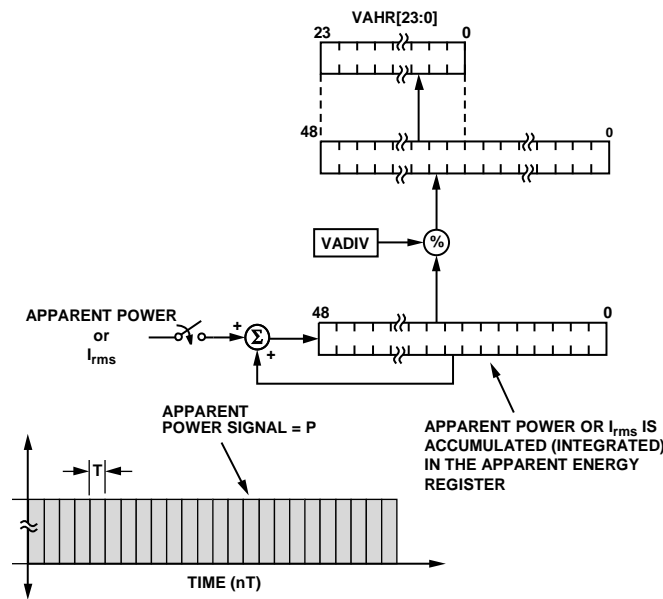 VAHR[23:0]
23 0
48 0
VADIV %
48 0
APPARENT POWER
or
Irms
+ Σ
+
APPARENT
POWER SIGNAL = P
APPARENT POWER OR Irms IS
ACCUMULATED (INTEGRATED)
IN THE APPARENT ENERGY
REGISTER
T
TIME (nT)